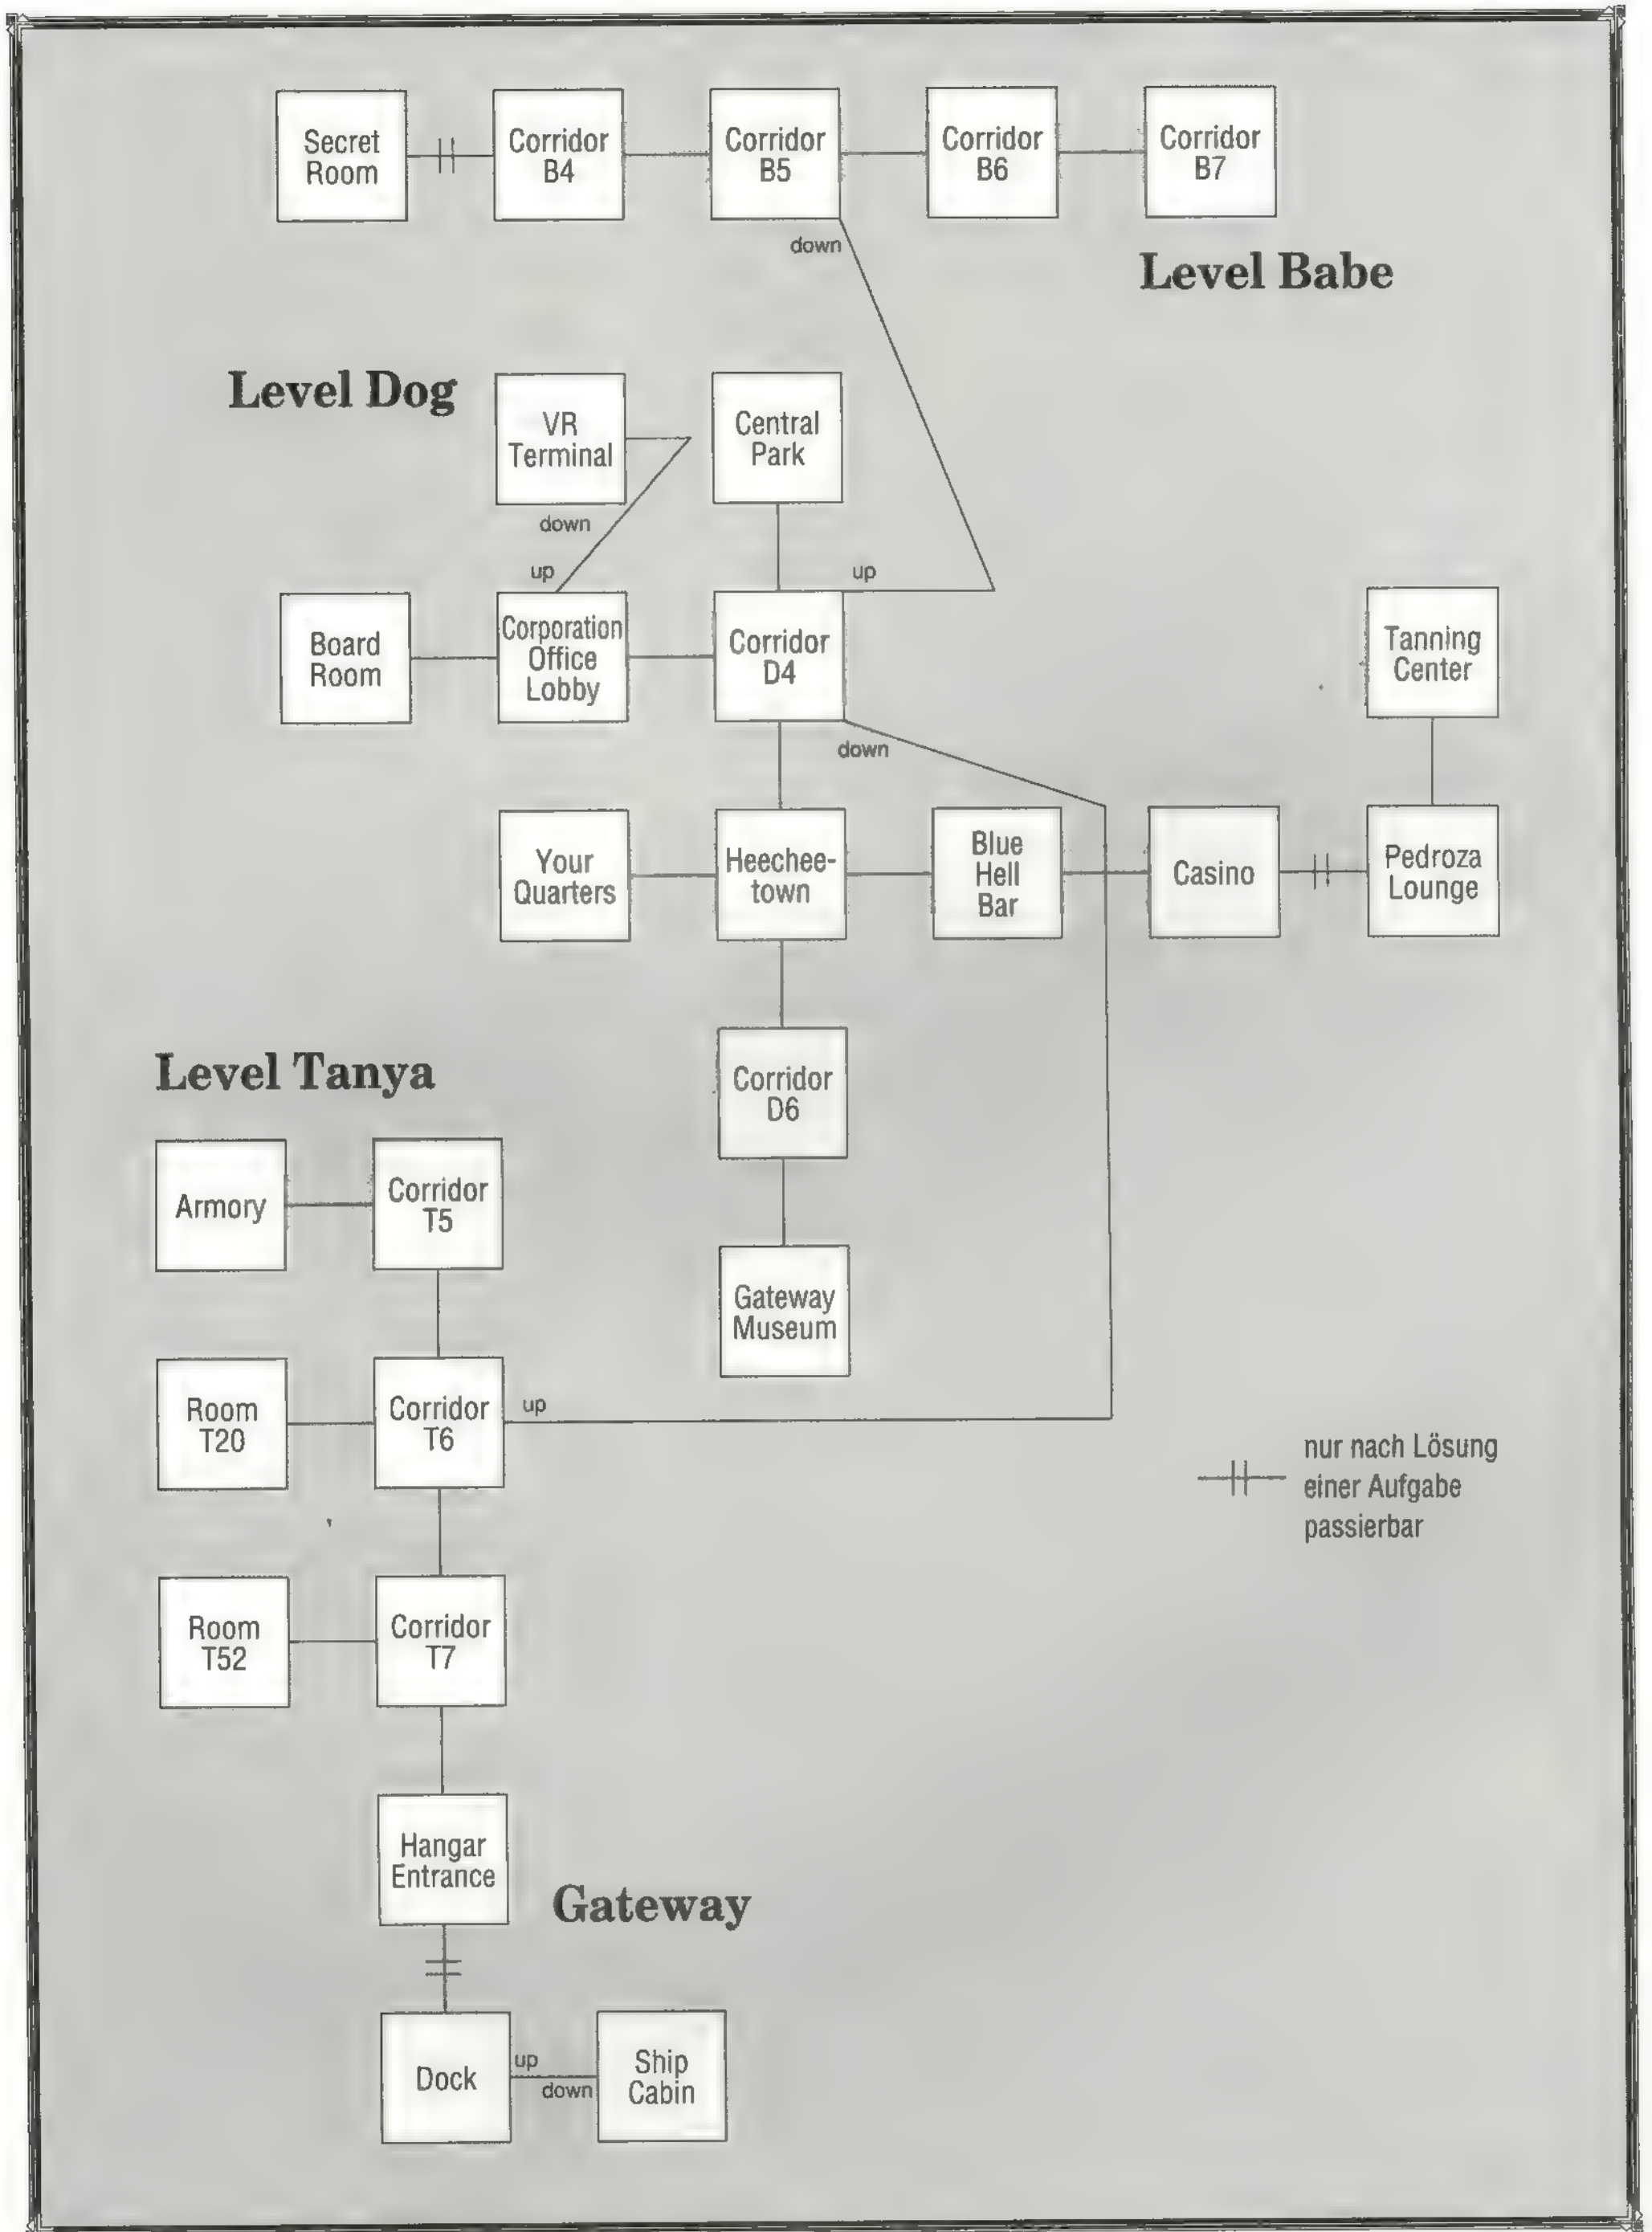 Secret
Room
Corridor
B4
Corridor
B5
Corridor
B6
Corridor
B7
down
Level Babe
Level Dog
VR
Terminal
Central
Park
down
up
up
Board
Room
Corporation
Office
Lobby
Corridor
D4
Tanning
Center
down
Your
Quarters
Heechee-
town
Blue
Hell
Bar
Casino
Pedroza
Lounge
Corridor
D6
Level Tanya
Armory
Corridor
T5
Gateway
Museum
Room
T20
Corridor
T6
up
nur nach Lösung
einer Aufgabe
passierbar
Room
T52
Corridor
T7
Hangar
Entrance
Gateway
Dock
up
down
Ship
Cabin